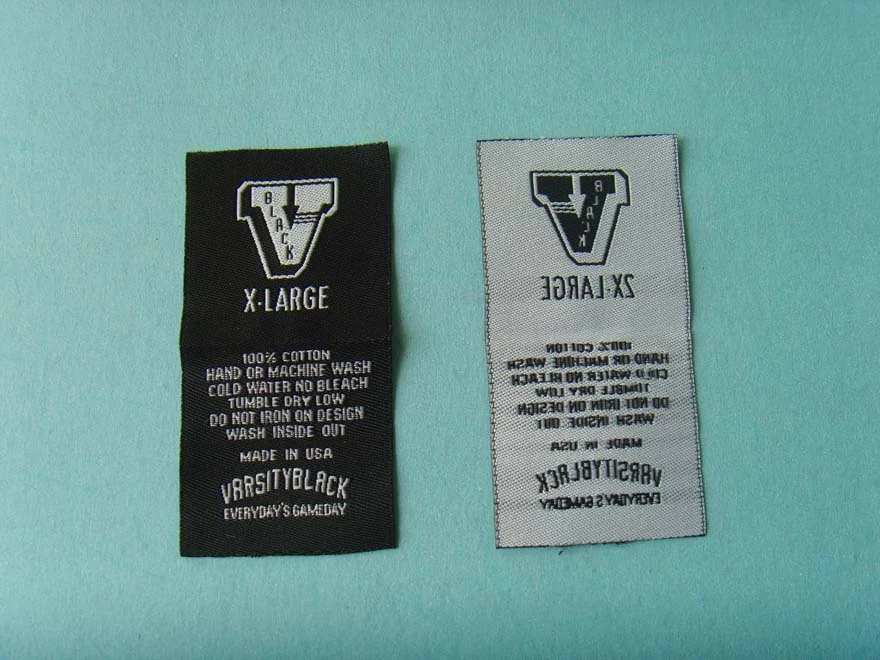 BLACK
X-LARGE
100% COTTON
HAND OR MACHINE WASH
COLD WATER NO BLEACH
TUMBLE DRY LOW
DO NOT IRON ON DESIGN
WASH INSIDE OUT
MADE IN USA
VARSITYBLACK
EVERYDAY'S GAMEDAY
BLACK
2X-LARGE
100% COTTON
HAND OR MACHINE WASH
COLD WATER NO BLEACH
TUMBLE DRY LOW
DO NOT IRON ON DESIGN
WASH INSIDE OUT
MADE IN USA
VARSITYBLACK
EVERYDAY'S GAMEDAY